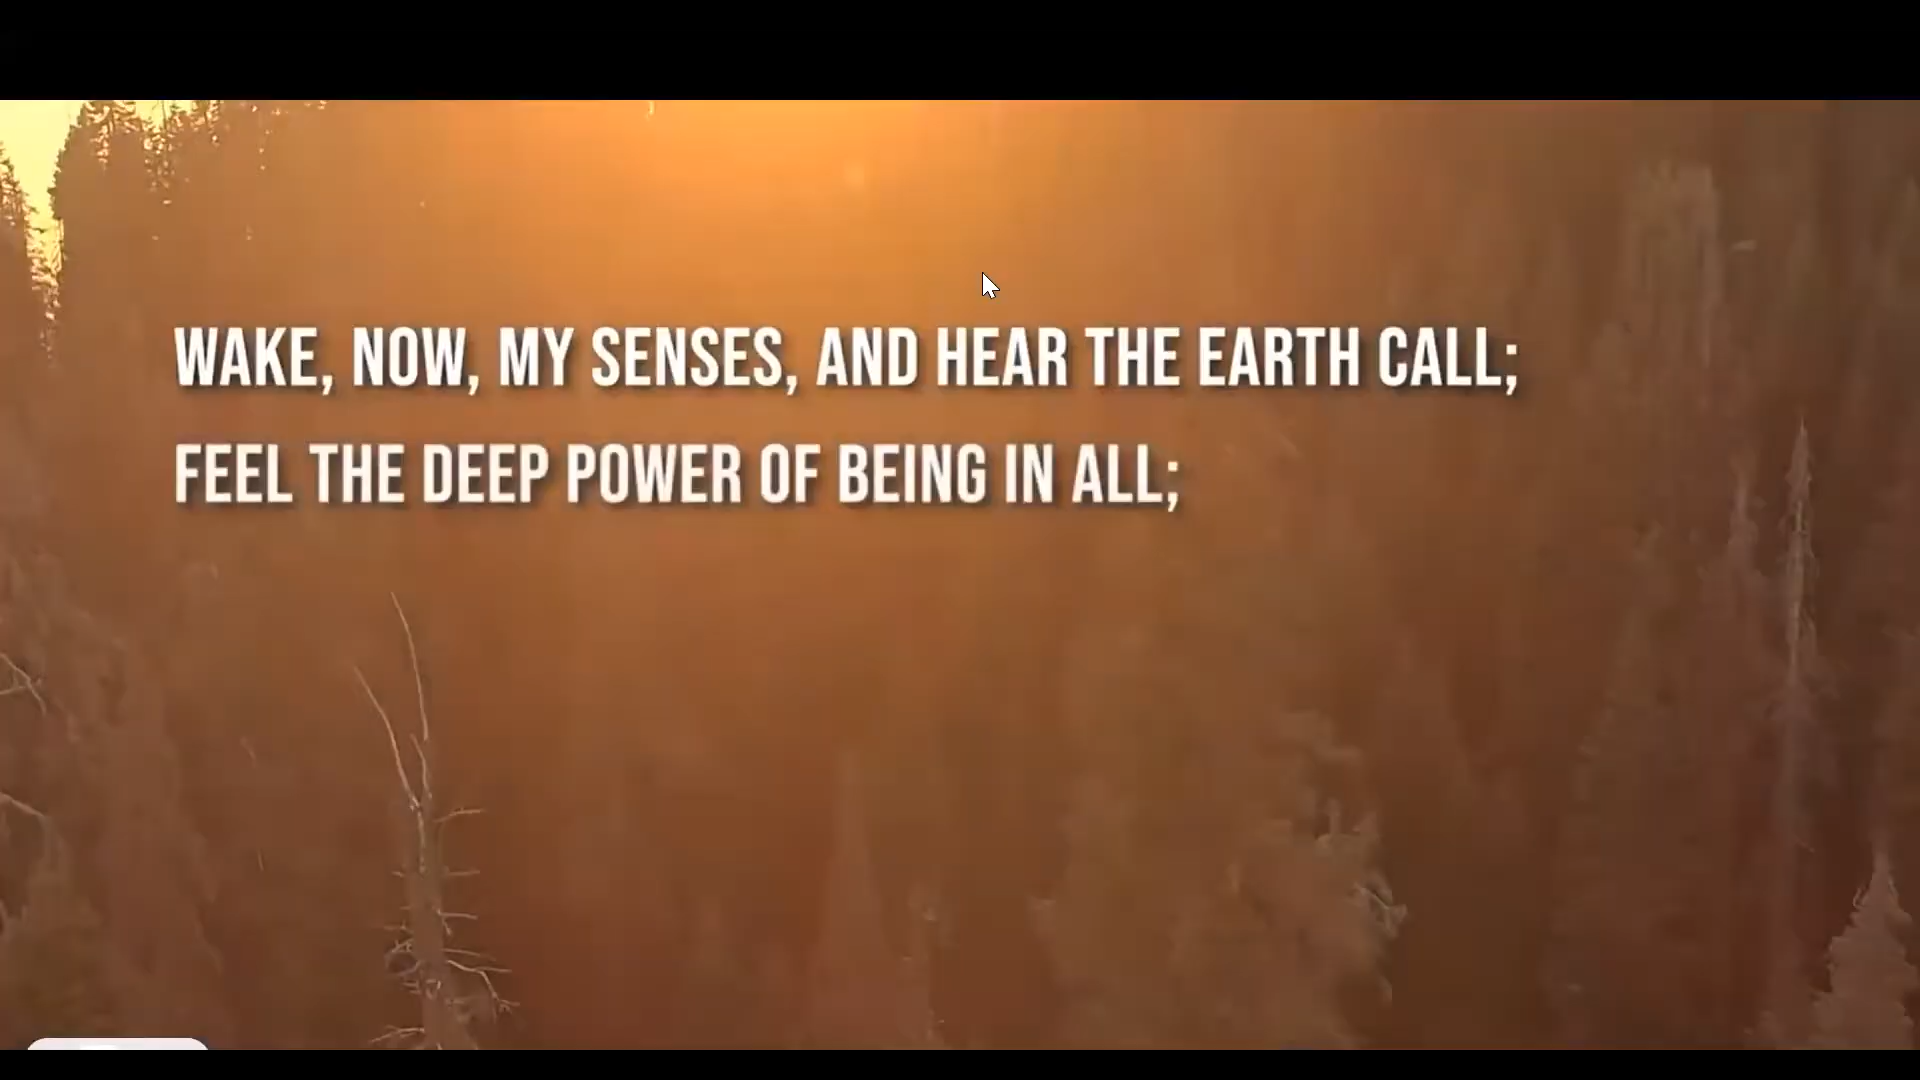 WAKE, NOW, MY SENSES, AND HEAR THE EARTH CALL;
FEEL THE DEEP POWER OF BEING IN ALL;